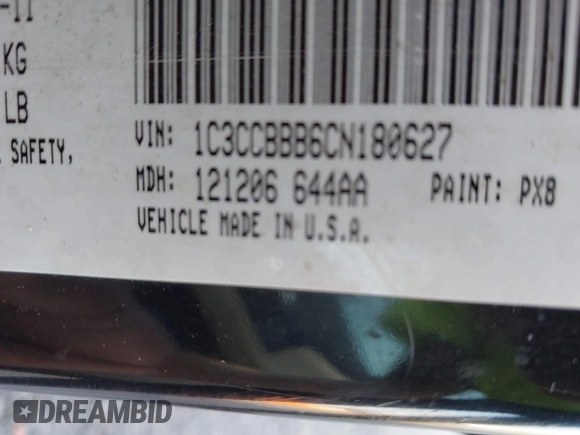 -11
KG
LB
SAFETY,
VIN: 1C3CCBBB6CN180627
MDH: 121206 644AA PAINT: PX8
VEHICLE MADE IN U.S.A.
DREAMBID